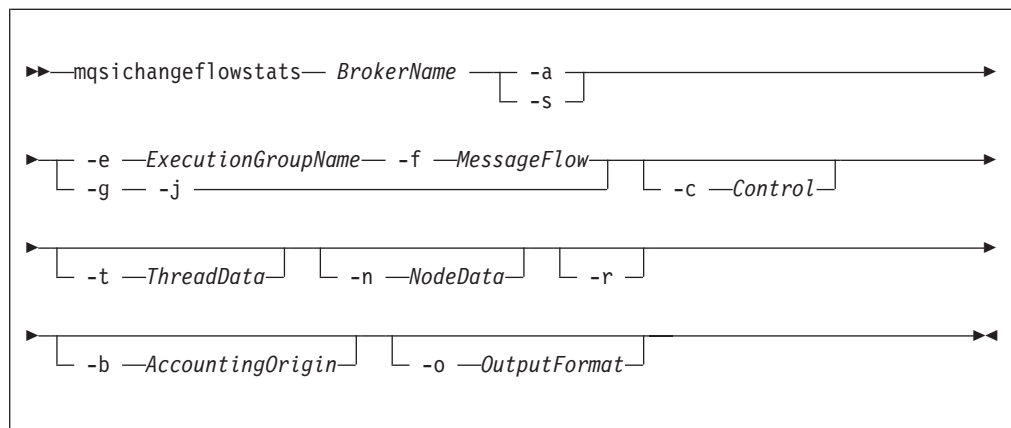 mqsichangeflowstats BrokerName -a
-s
-e ExecutionGroupName -f MessageFlow
-g -j
-c Control
-t ThreadData
-n NodeData
-r
-b AccountingOrigin
-o OutputFormat